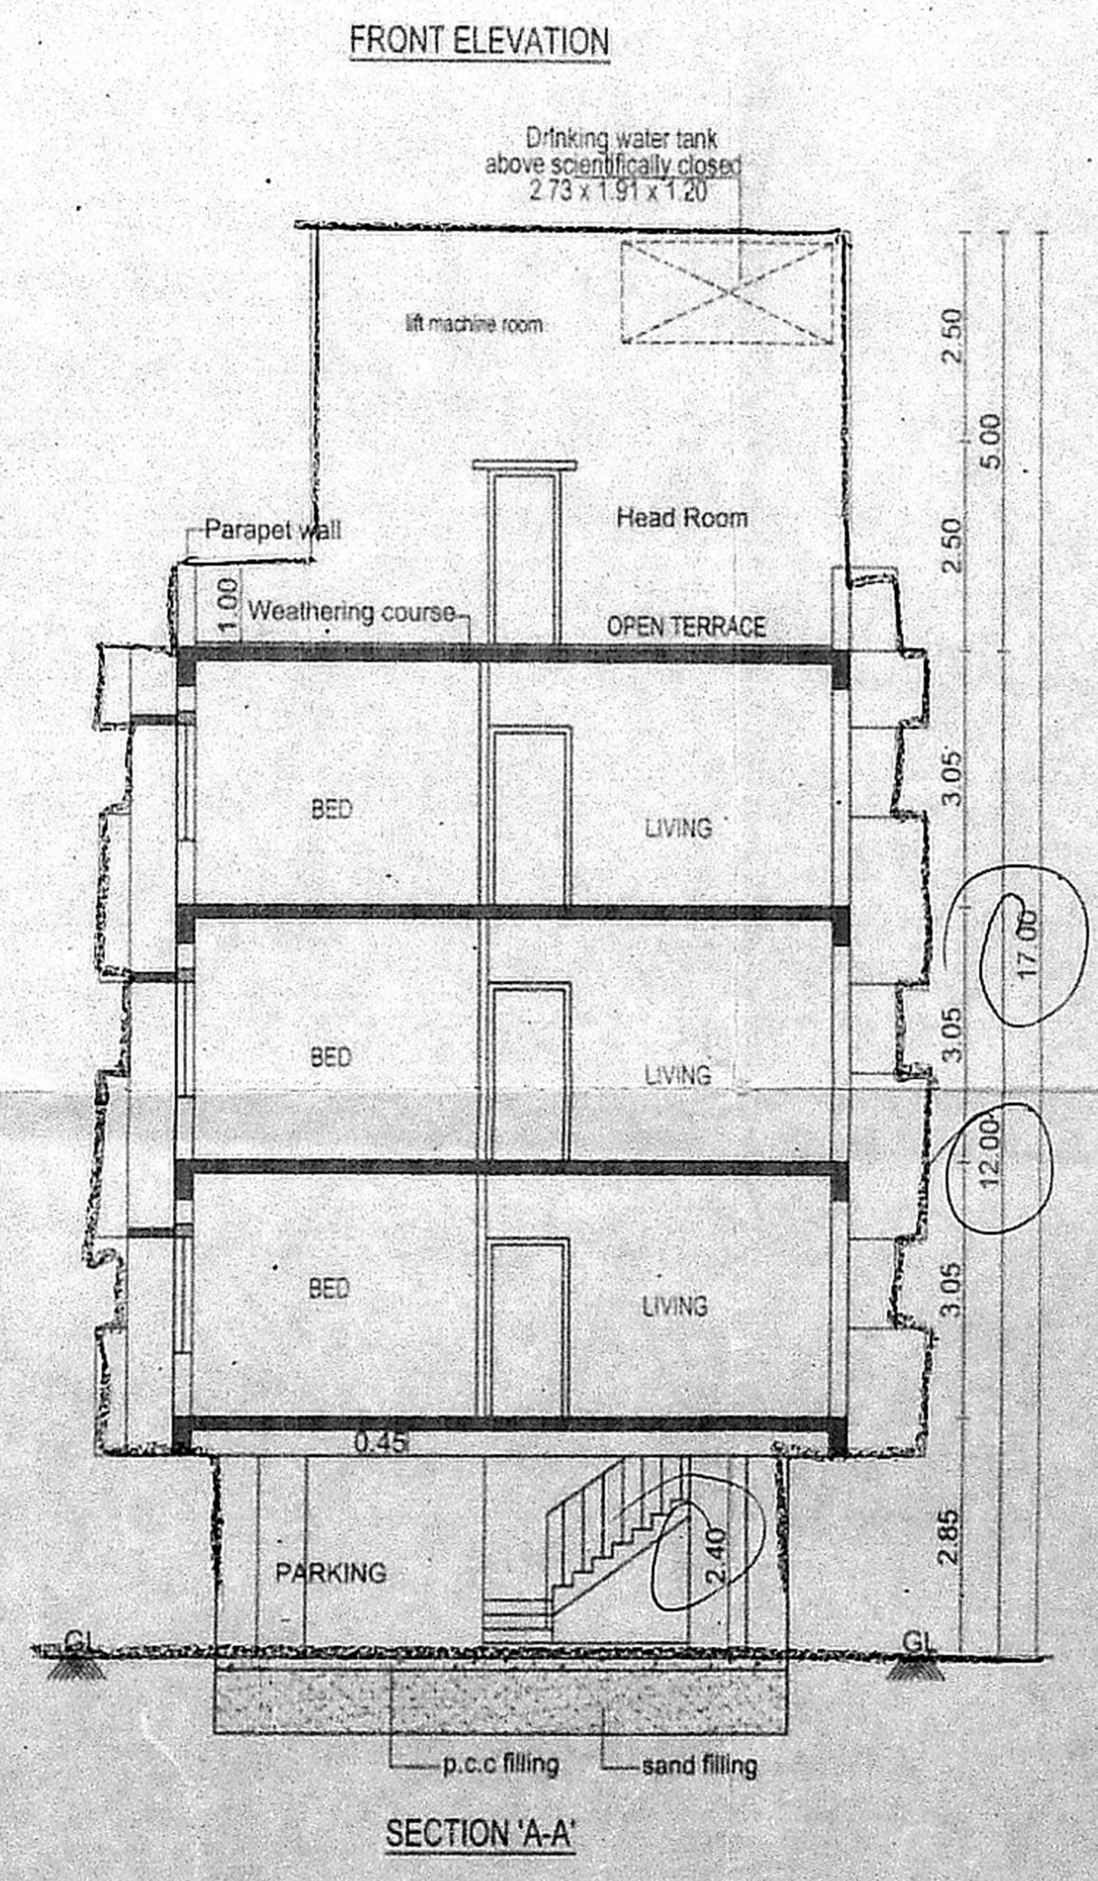 FRONT ELEVATION
Drinking water tank
above scientifically closed
2.73 x 1.91 x 1.20
lift machine room
2.50
5.00
Head Room
Parapet wall
2.50
1.00
Weathering course
OPEN TERRACE
3.05
BED
LIVING
17.00
3.05
BED
LIVING
12.00
3.05
BED
LIVING
0.45
2.85
2.40
PARKING
GL
GL
p.c.c filling
sand filling
SECTION 'A-A'